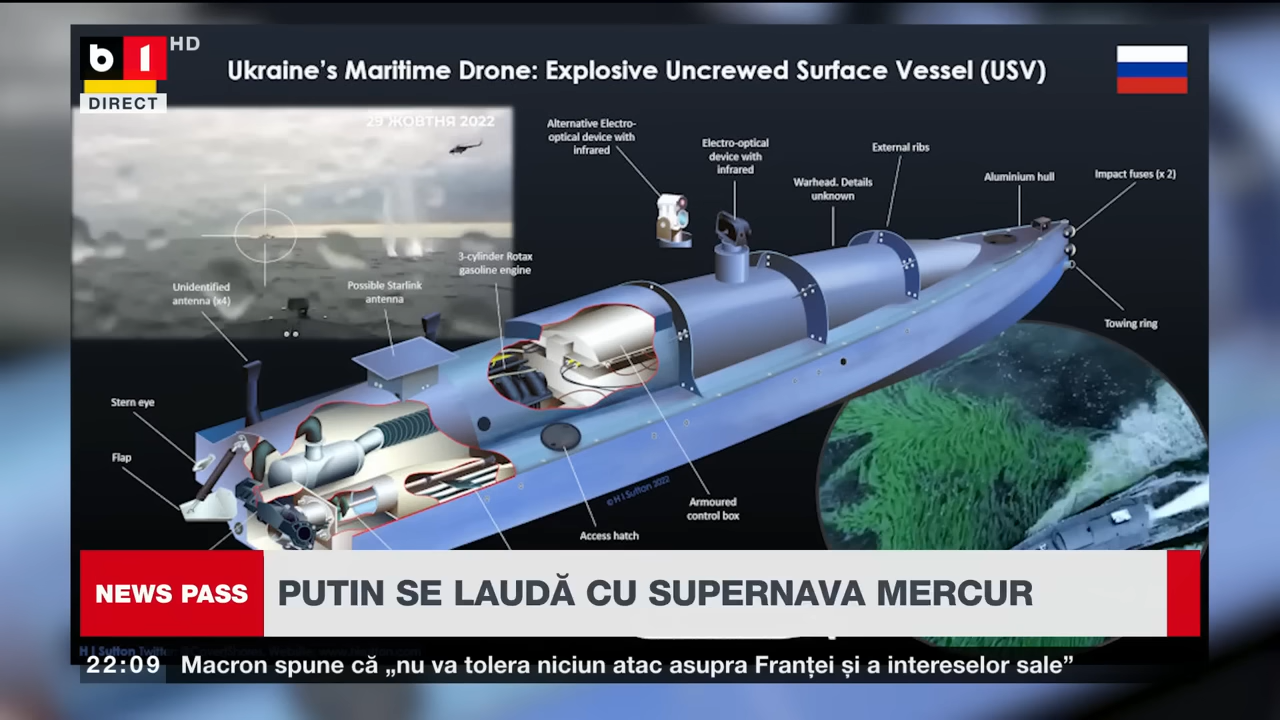 b1 HD
DIRECT
Ukraine's Maritime Drone: Explosive Uncrewed Surface Vessel (USV)
29 ЖОВТНЯ 2022
Alternative Electro-
optical device with
infrared
Electro-optical
device with
infrared
External ribs
Warhead. Details
unknown
Aluminium hull
Impact fuses (x 2)
3-cylinder Rotax
gasoline engine
Unidentified
antenna (x4)
Possible Starlink
antenna
Towing ring
Stern eye
Flap
© H I Sutton 2022
Armoured
control box
Access hatch
NEWS PASS
PUTIN SE LAUDĂ CU SUPERNAVA MERCUR
H I Sutton
22:09 Macron spune că „nu va tolera niciun atac asupra Franței și a intereselor sale”